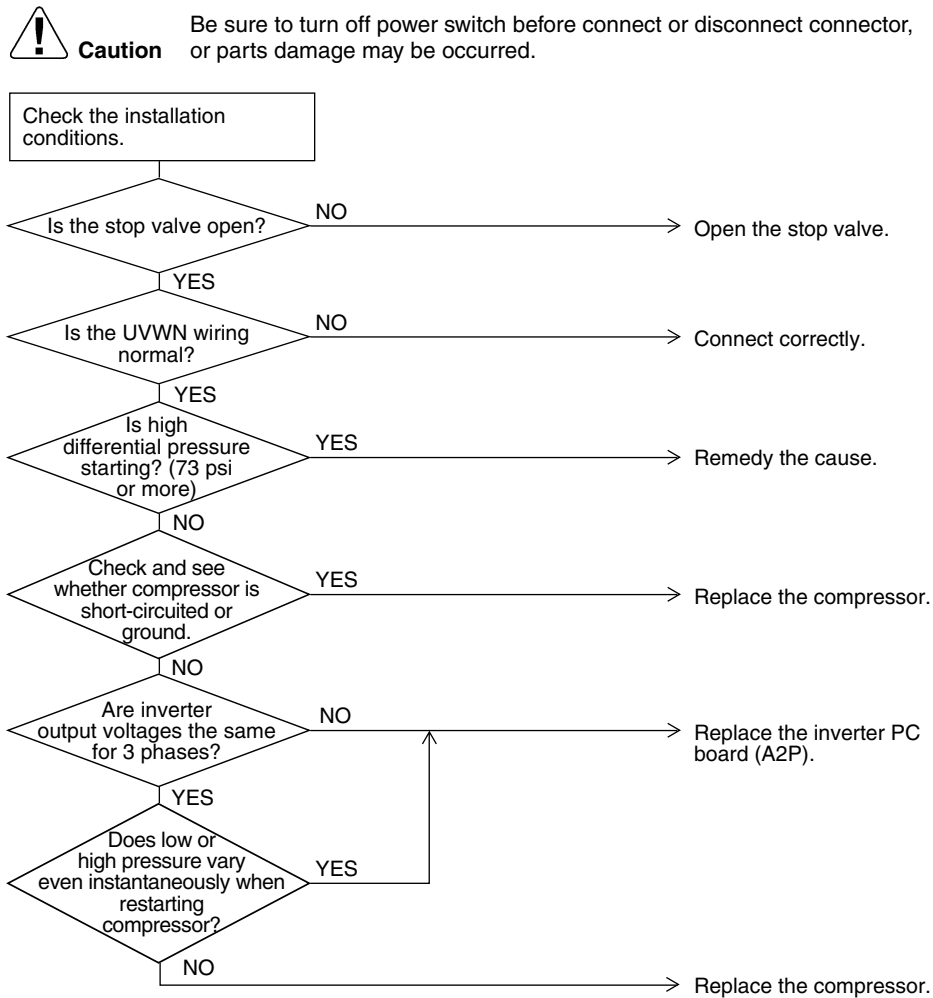 Be sure to turn off power switch before connect or disconnect connector,
Caution or parts damage may be occurred.
Check the installation
conditions.
Is the stop valve open?
NO
Open the stop valve.
YES
Is the UVWN wiring
normal?
NO
Connect correctly.
YES
Is high
differential pressure
starting? (73 psi
or more)
YES
Remedy the cause.
NO
Check and see
whether compressor is
short-circuited or
ground.
YES
Replace the compressor.
NO
Are inverter
output voltages the same
for 3 phases?
NO
Replace the inverter PC
board (A2P).
YES
Does low or
high pressure vary
even instantaneously when
restarting
compressor?
YES
NO
Replace the compressor.